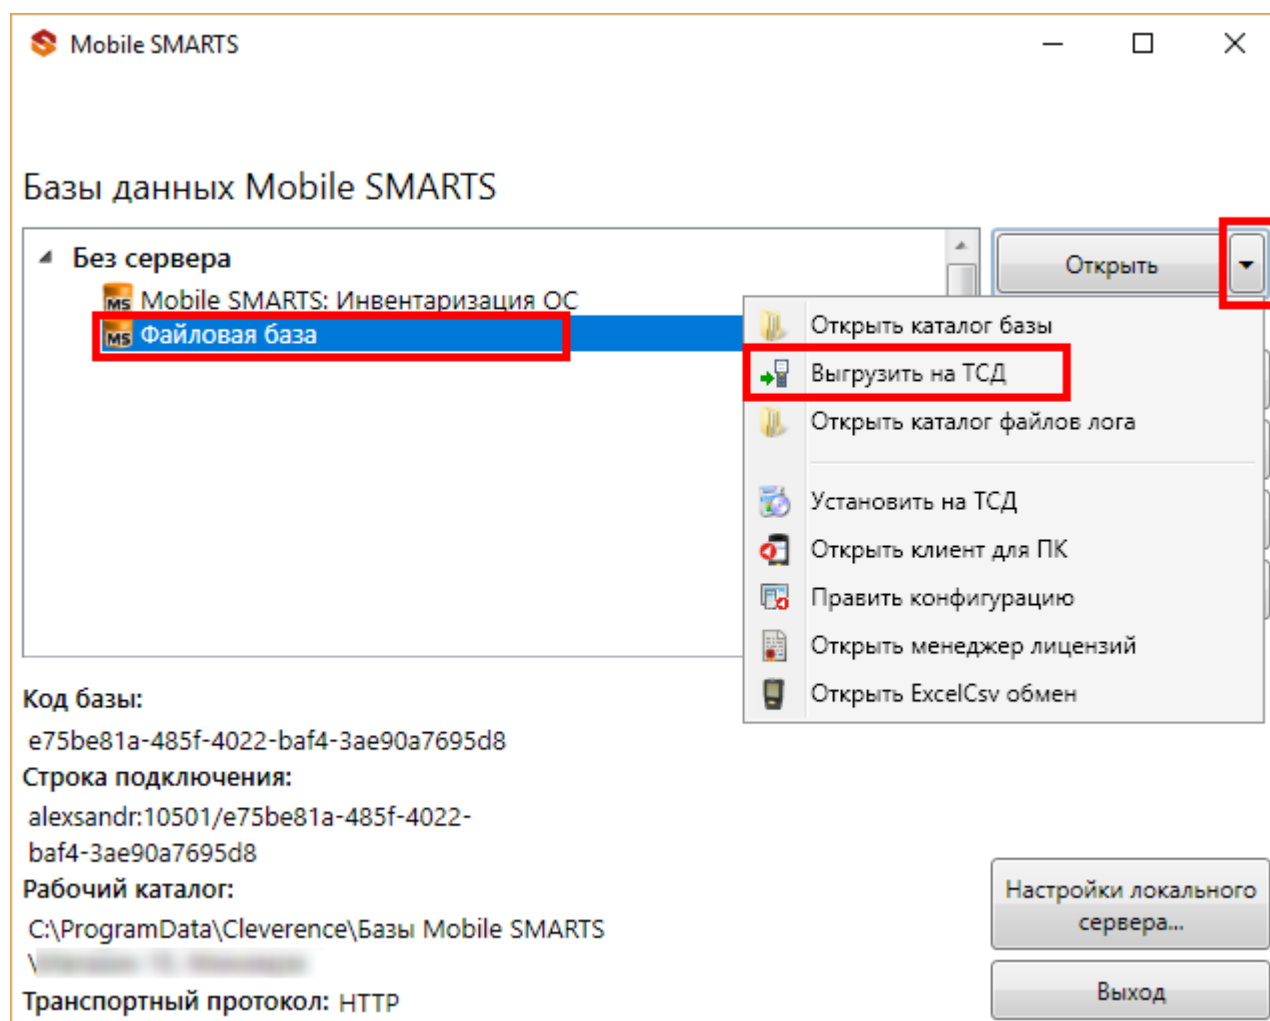 Mobile SMARTS
Базы данных Mobile SMARTS
Без сервера
Открыть
MS Mobile SMARTS: Инвентаризация ОС
MS Файловая база
Открыть каталог базы
Выгрузить на ТСД
Открыть каталог файлов лога
Установить на ТСД
Открыть клиент для ПК
Править конфигурацию
Открыть менеджер лицензий
Открыть ExcelCsv обмен
Код базы:
e75be81a-485f-4022-baf4-3ae90a7695d8
Строка подключения:
alexsandr:10501/e75be81a-485f-4022-
baf4-3ae90a7695d8
Рабочий каталог:
C:\ProgramData\Cleverence\Базы Mobile SMARTS
\
Транспортный протокол: HTTP
Настройки локального
сервера...
Выход